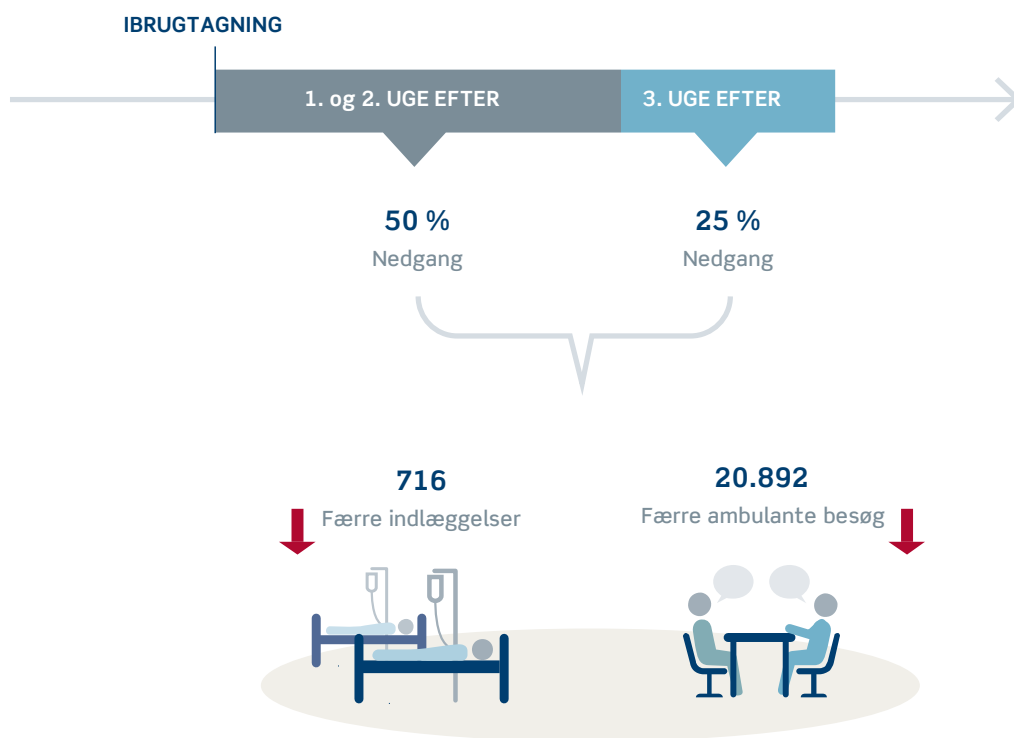 IBRUGTAGNING
1. og 2. UGE EFTER
3. UGE EFTER
50 %
Nedgang
25 %
Nedgang
716
Færre indlæggelser
20.892
Færre ambulante besøg